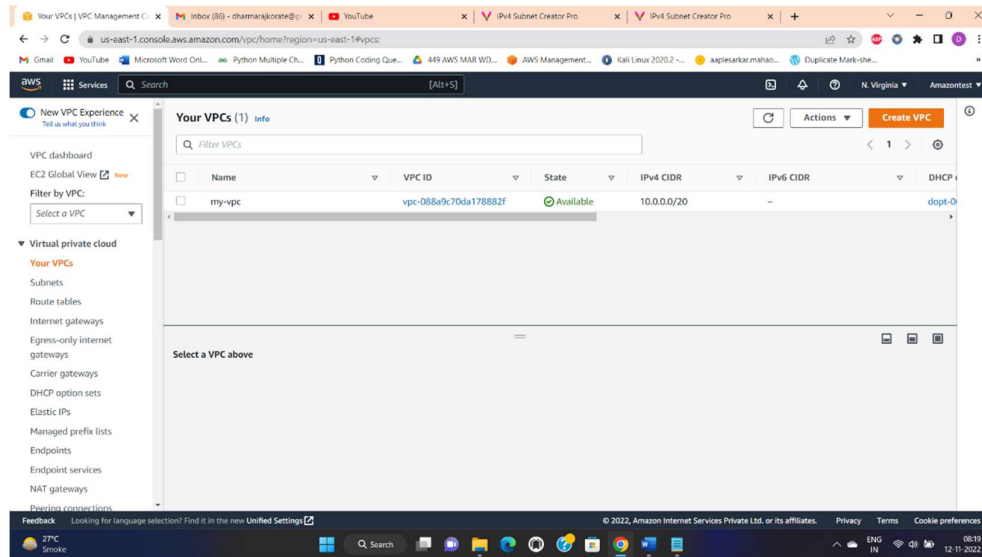 Your VPCs | VPC Management Co
Inbox (86) - dharmarajkorate@gr
YouTube
IPv4 Subnet Creator Pro
IPv4 Subnet Creator Pro
us-east-1.console.aws.amazon.com/vpc/home?region=us-east-1#vpcs:
Gmail YouTube Microsoft Word Onl... Python Multiple Ch... Python Coding Que... 449 AWS MAR WD... AWS Management... Kali Linux 2020.2 -... aaplesarkar.mahao... Duplicate Mark-she... »
aws Services Search [Alt+S] N. Virginia Amazontest
New VPC Experience
Tell us what you think
VPC dashboard
EC2 Global View New
Filter by VPC:
Select a VPC
Virtual private cloud
Your VPCs
Subnets
Route tables
Internet gateways
Egress-only internet
gateways
Carrier gateways
DHCP option sets
Elastic IPs
Managed prefix lists
Endpoints
Endpoint services
NAT gateways
Peering connections
Your VPCs (1) Info
Actions Create VPC
Filter VPCs
1
Name VPC ID State IPv4 CIDR IPv6 CIDR DHCP
my-vpc vpc-088a9c70da178882f Available 10.0.0.0/20 – dopt-0
Select a VPC above
Feedback Looking for language selection? Find it in the new Unified Settings © 2022, Amazon Internet Services Private Ltd. or its affiliates. Privacy Terms Cookie preferences
27°C
Smoke
Search
ENG
IN
08:19
12-11-2022